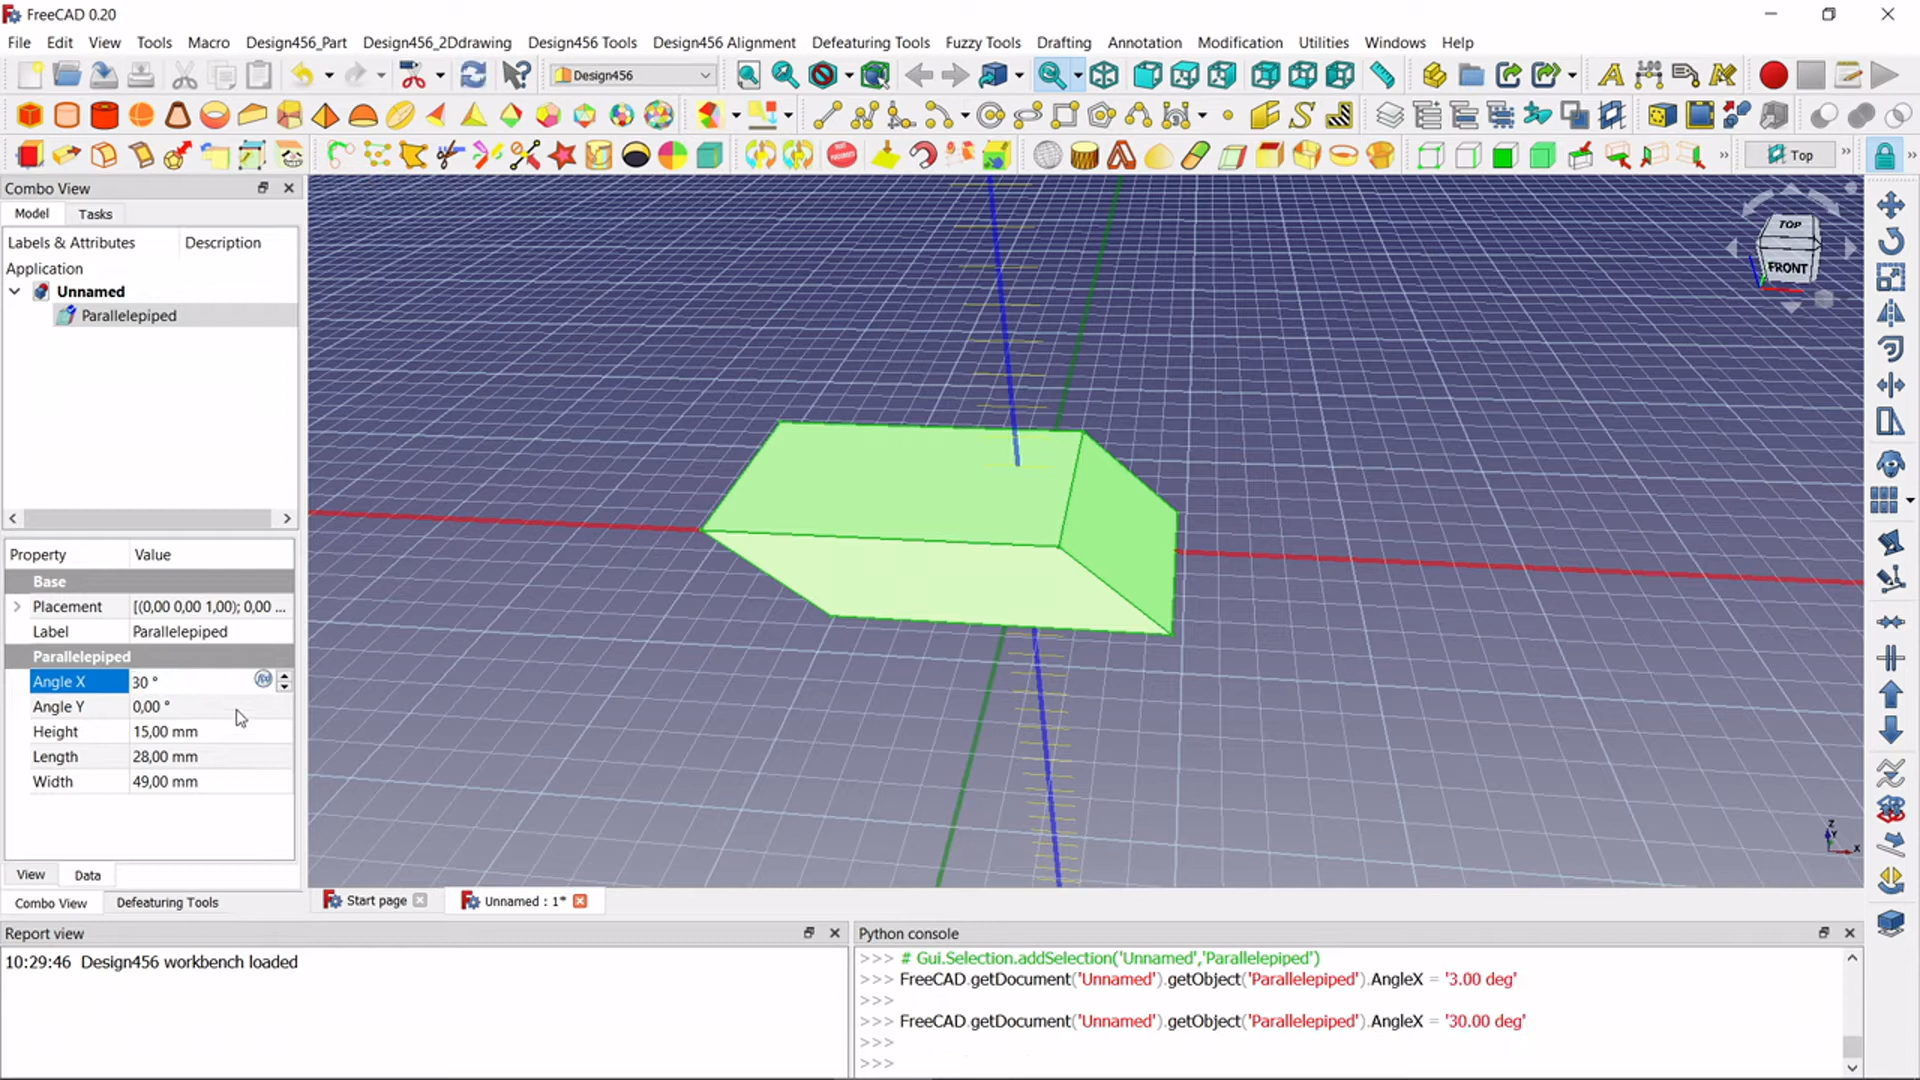 FreeCAD 0.20
File Edit View Tools Macro Design456_Part Design456_2Ddrawing Design456 Tools Design456 Alignment Defeaturing Tools Fuzzy Tools Drafting Annotation Modification Utilities Windows Help
Design456
Top
Combo View
Model Tasks
Labels & Attributes Description
Application
Unnamed
Parallelepiped
TOP
FRONT
Property Value
Base
Placement [(0,00 0,00 1,00); 0,00 ...
Label Parallelepiped
Parallelepiped
Angle X 30 °
Angle Y 0,00 °
Height 15,00 mm
Length 28,00 mm
Width 49,00 mm
Z
Y
X
View Data
Combo View Defeaturing Tools
Start page Unnamed : 1*
Report view
10:29:46 Design456 workbench loaded
Python console
>>> # Gui.Selection.addSelection('Unnamed','Parallelepiped')
>>> FreeCAD.getDocument('Unnamed').getObject('Parallelepiped').AngleX = '3.00 deg'
>>>
>>> FreeCAD.getDocument('Unnamed').getObject('Parallelepiped').AngleX = '30.00 deg'
>>>
>>>